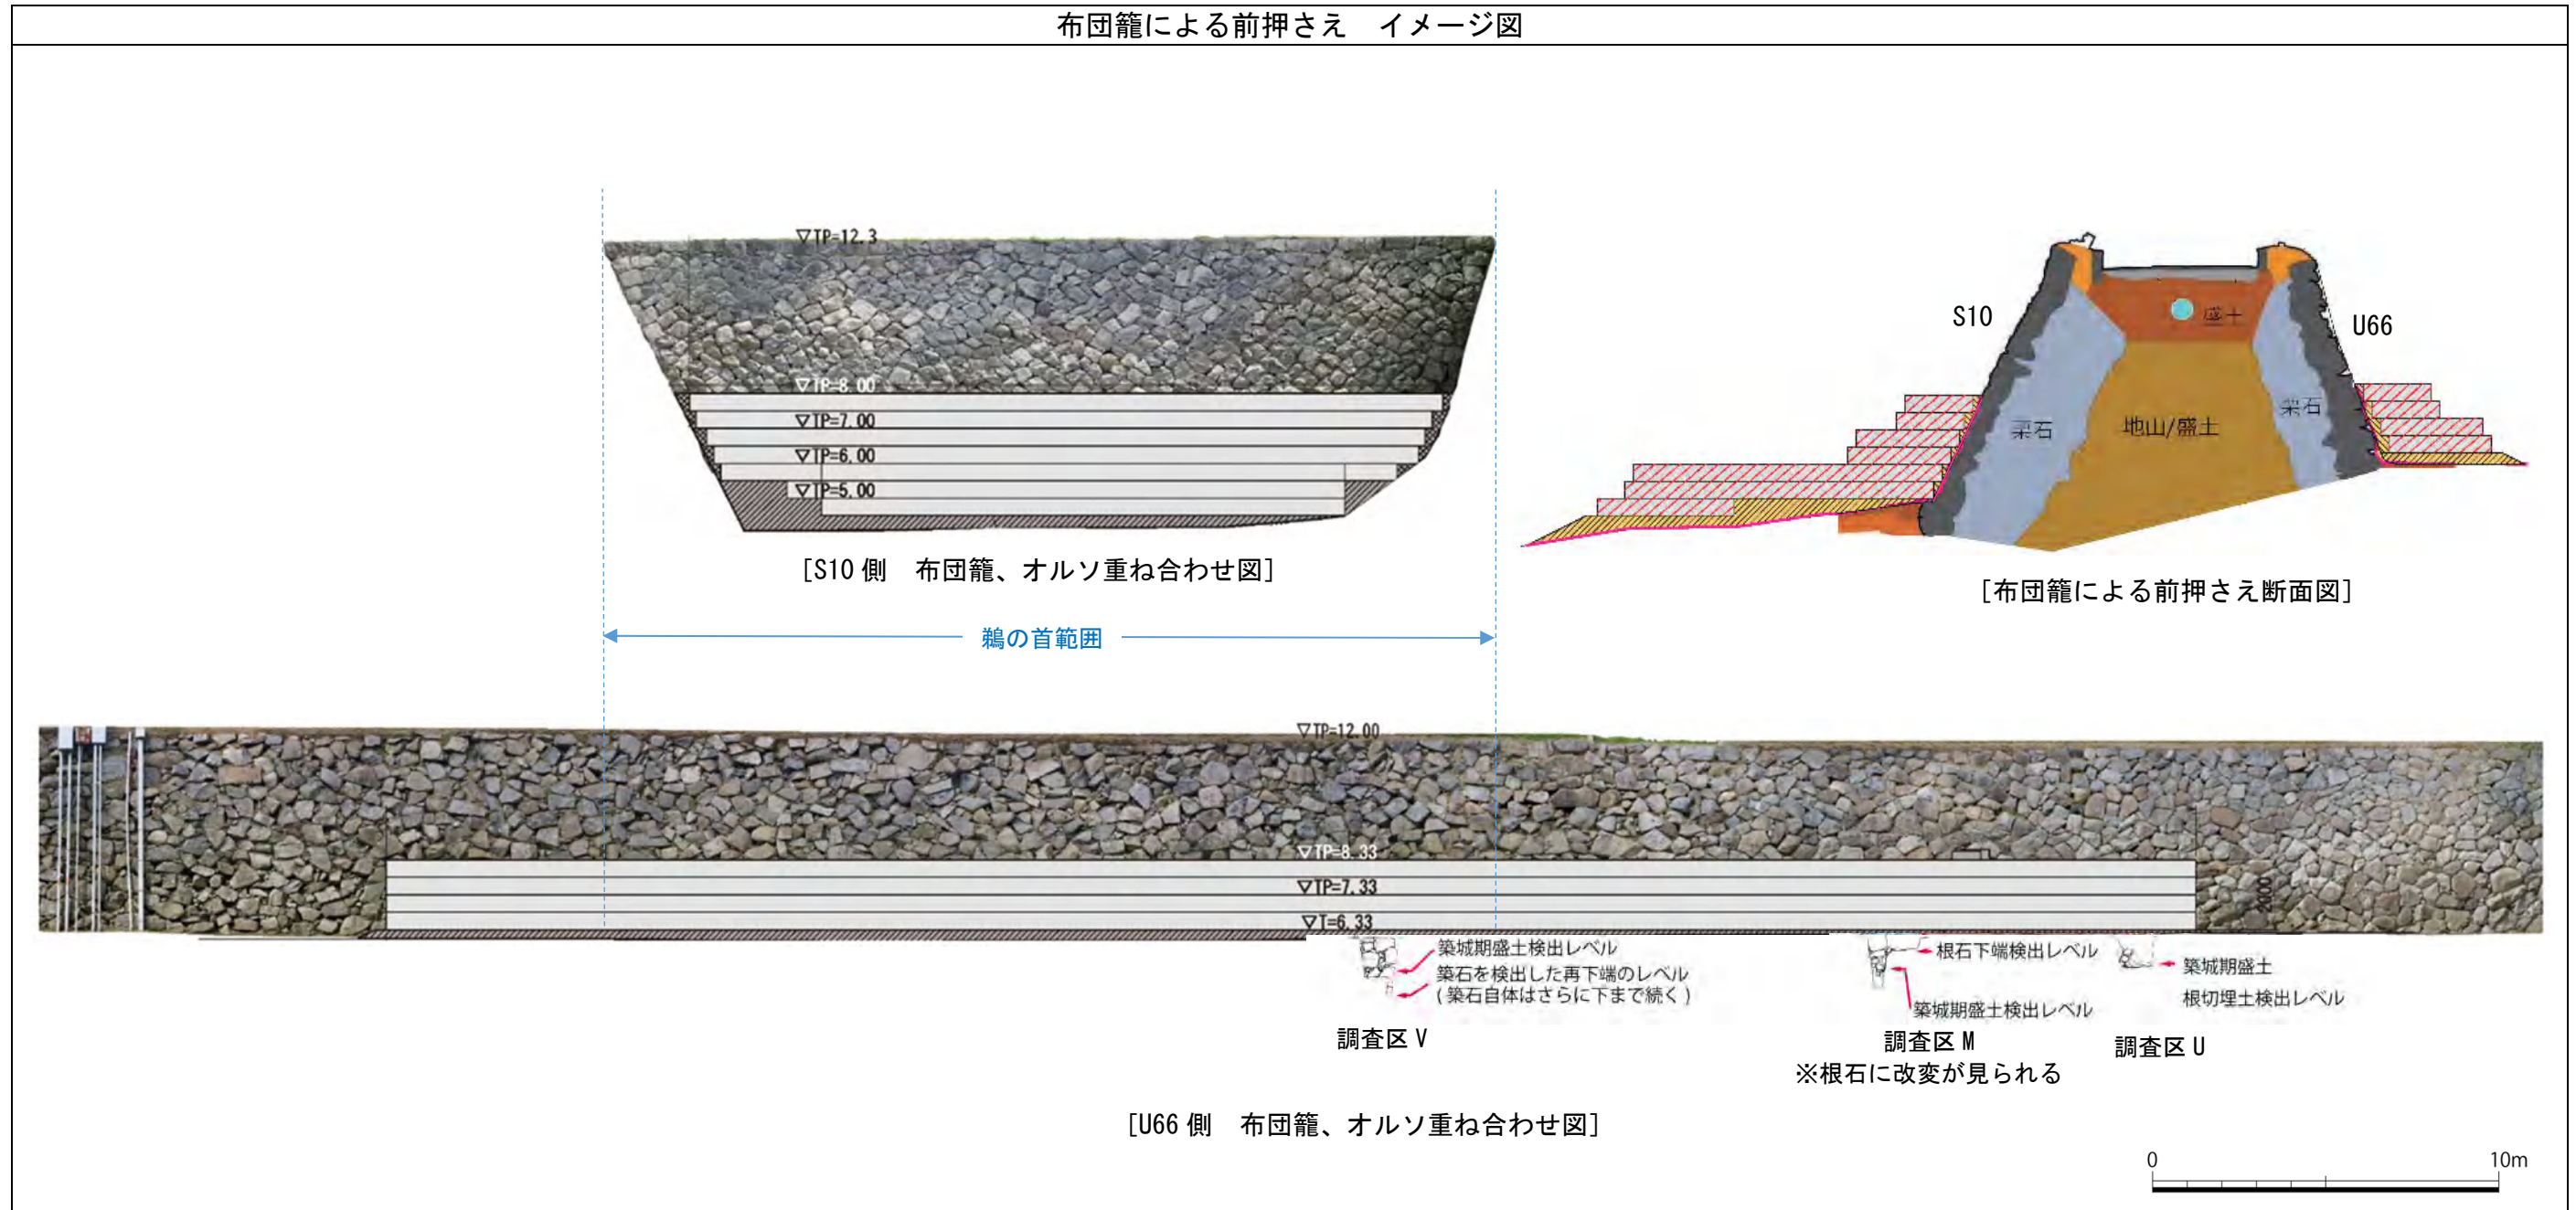 布団籠による前押さえ　イメージ図
▽TP=12.3
▽TP=8.00
▽TP=7.00
▽TP=6.00
▽TP=5.00
[S10 側　布団籠、オルソ重ね合わせ図]
S10
U66
盛土
栗石
地山/盛土
栗石
[布団籠による前押さえ断面図]
鵜の首範囲
▽TP=12.00
▽TP=8.33
▽TP=7.33
▽T=6.33
2000
築城期盛土検出レベル
築石を検出した再下端のレベル
(築石自体はさらに下まで続く)
調査区 V
根石下端検出レベル
築城期盛土検出レベル
調査区 M
※根石に改変が見られる
築城期盛土
根切埋土検出レベル
調査区 U
[U66 側　布団籠、オルソ重ね合わせ図]
0
10m